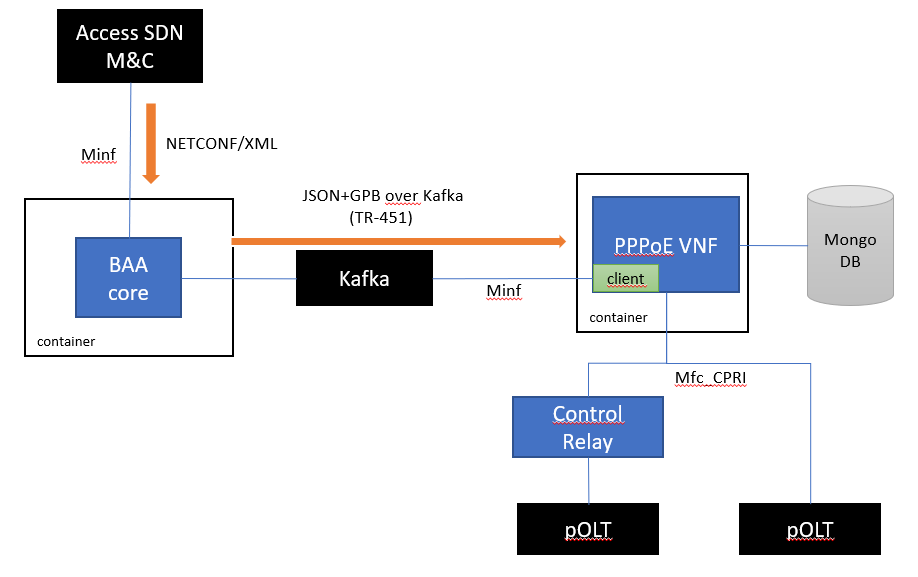 Access SDN
M&C
Minf
NETCONF/XML
JSON+GPB over Kafka
(TR-451)
BAA
core
container
Kafka
Minf
PPPoE VNF
client
container
Mongo
DB
Mfc_CPRI
Control
Relay
pOLT
pOLT